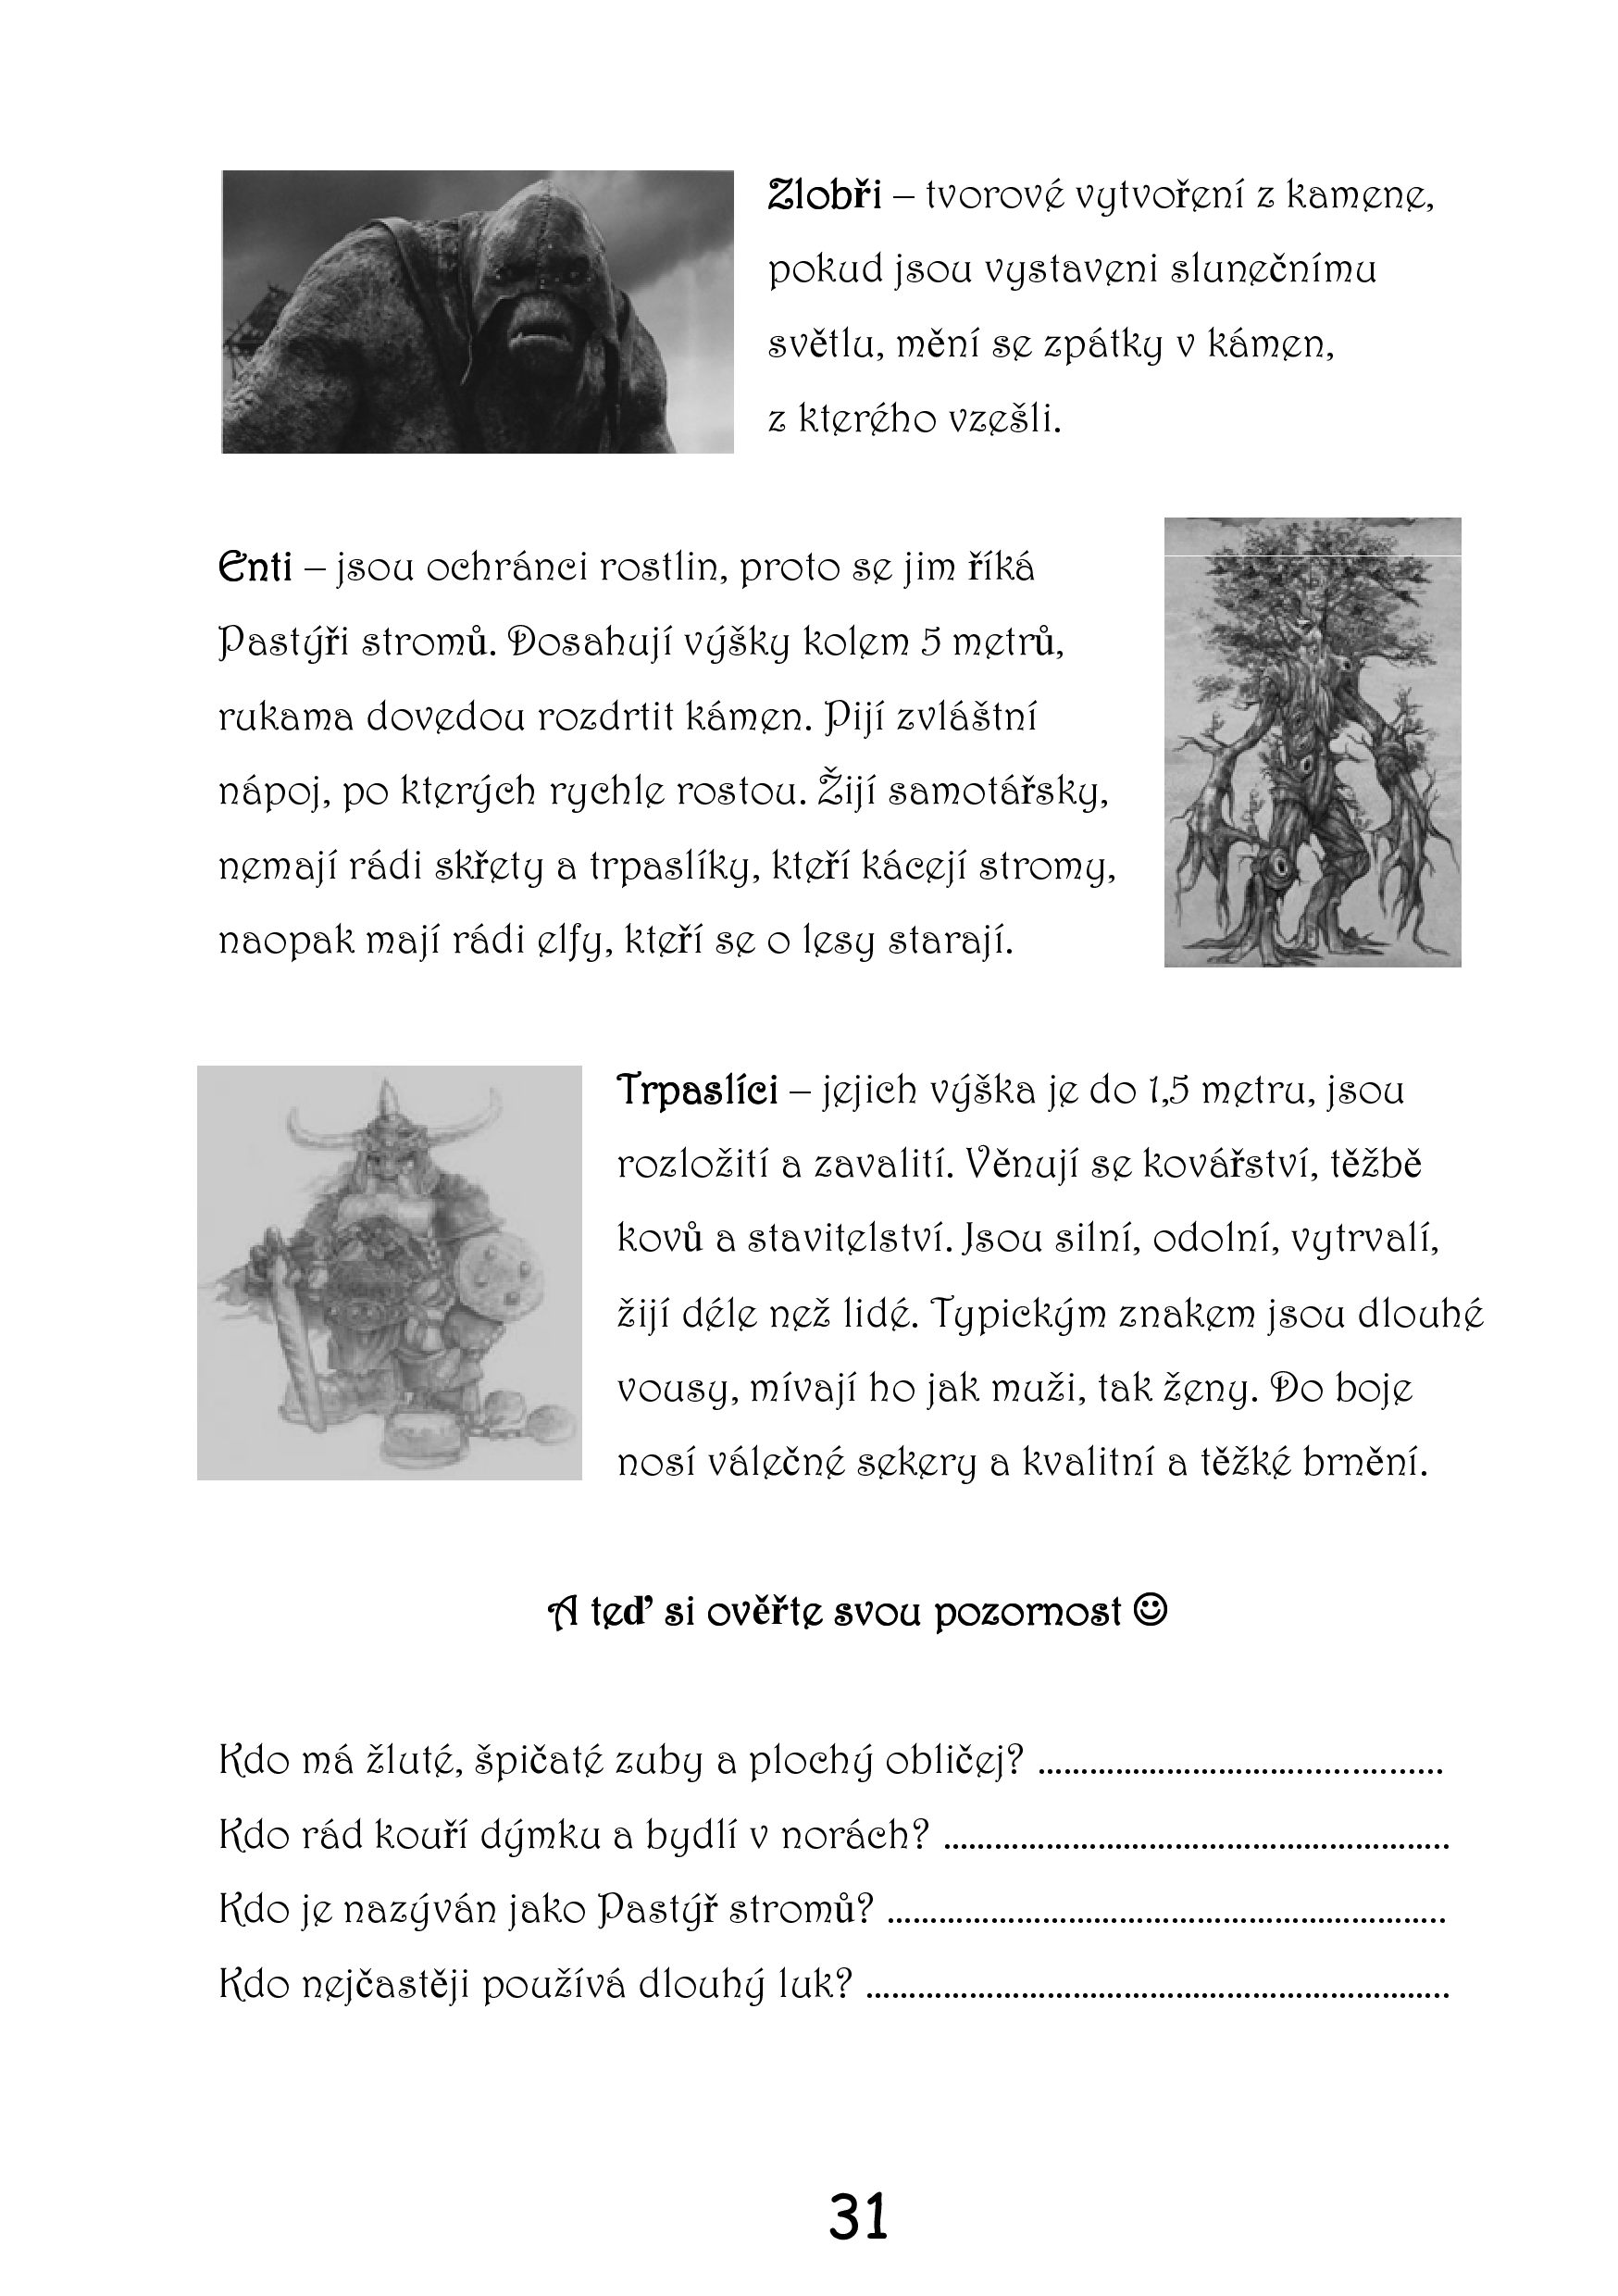 Zlobři – tvorové vytvoření z kamene,
pokud jsou vystaveni slunečnímu
světlu, mění se zpátky v kámen,
z kterého vzešli.
Enti – jsou ochránci rostlin, proto se jim říká
Pastýři stromů. Dosahují výšky kolem 5 metrů,
rukama dovedou rozdrtit kámen. Pijí zvláštní
nápoj, po kterých rychle rostou. Žijí samotářsky,
nemají rádi skřety a trpaslíky, kteří kácejí stromy,
naopak mají rádi elfy, kteří se o lesy starají.
Trpaslíci – jejich výška je do 1,5 metru, jsou
rozložití a zavalití. Věnují se kovářství, těžbě
kovů a stavitelství. Jsou silní, odolní, vytrvalí,
žijí déle než lidé. Typickým znakem jsou dlouhé
vousy, mívají ho jak muži, tak ženy. Do boje
nosí válečné sekery a kvalitní a těžké brnění.
A teď si ověřte svou pozornost ☺
Kdo má žluté, špičaté zuby a plochý obličej? ..............................................
Kdo rád kouří dýmku a bydlí v norách? ..........................................................
Kdo je nazýván jako Pastýř stromů? ................................................................
Kdo nejčastěji používá dlouhý luk? ...................................................................
31